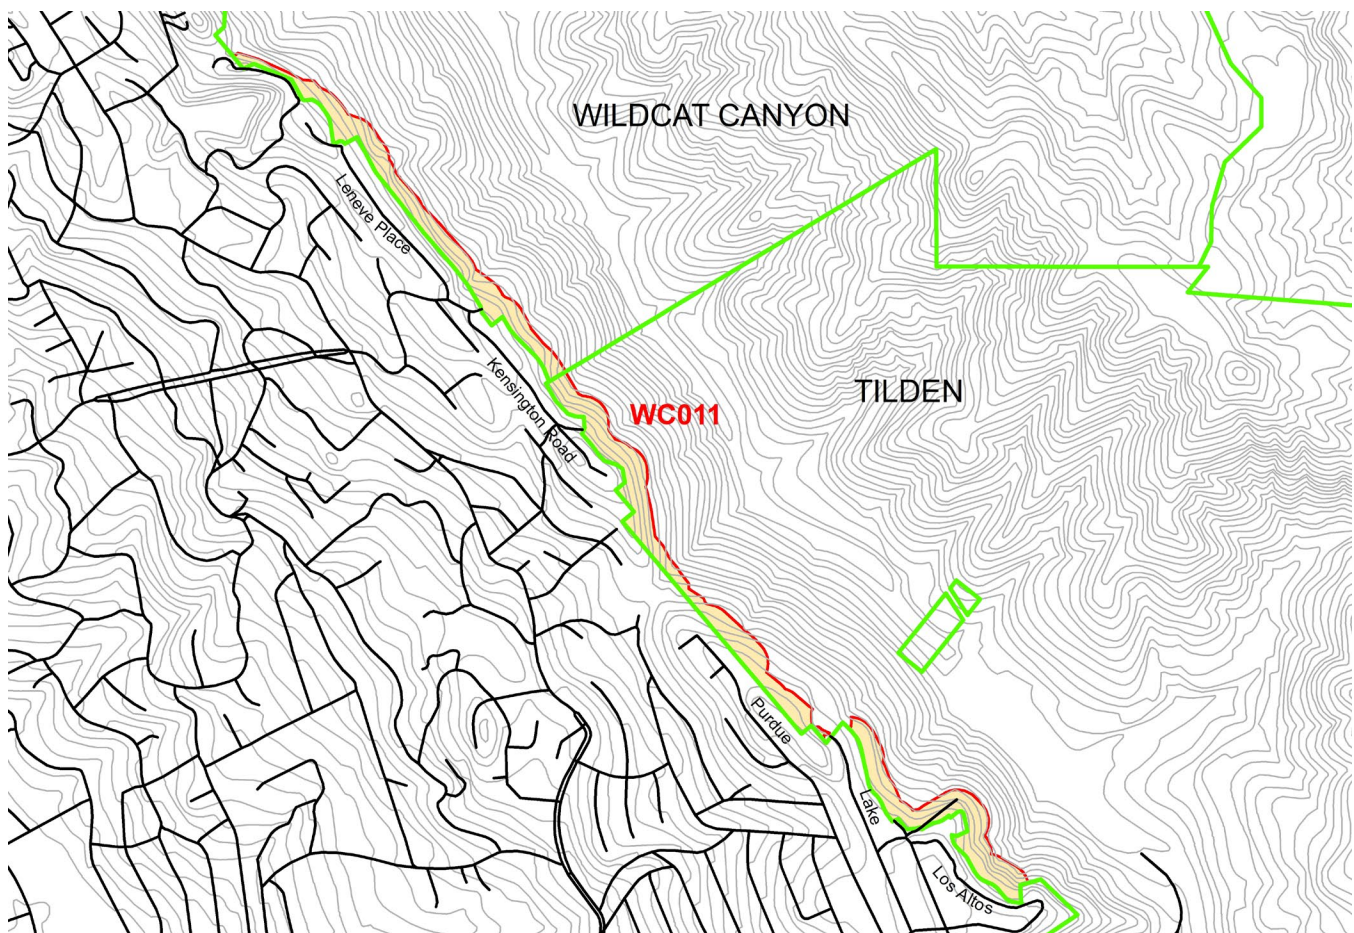 WILDCAT CANYON
Leneve Place
TILDEN
Kensington Road
WC011
Purdue
Lake
Los Altos